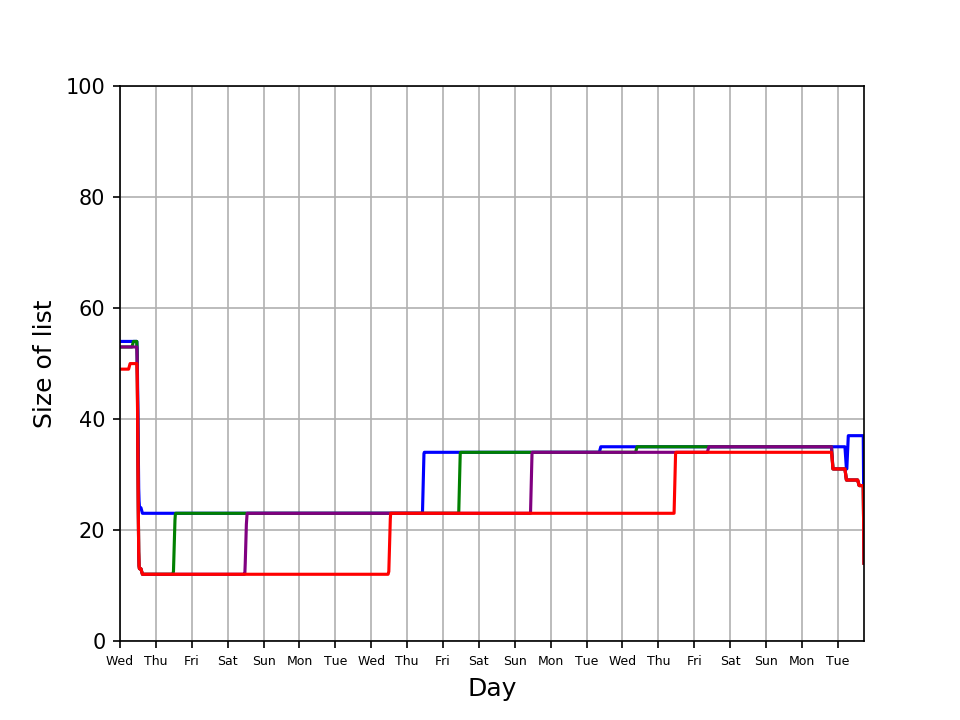 100
80
60
40
20
0
Size of list
Wed Thu Fri Sat Sun Mon Tue Wed Thu Fri Sat Sun Mon Tue Wed Thu Fri Sat Sun Mon Tue
Day